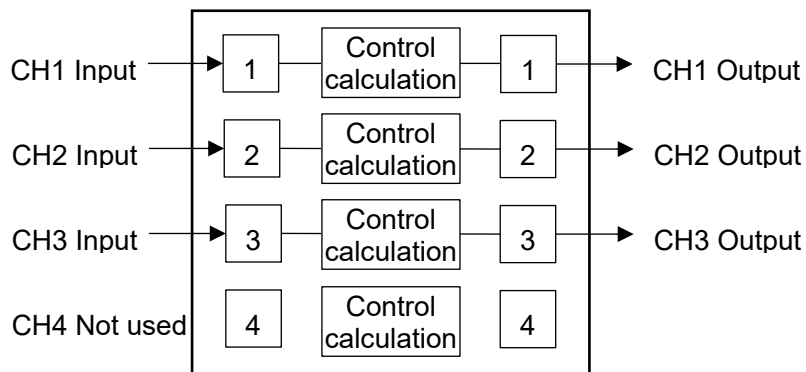 CH1 Input 1 Control calculation 1 CH1 Output
CH2 Input 2 Control calculation 2 CH2 Output
CH3 Input 3 Control calculation 3 CH3 Output
CH4 Not used 4 Control calculation 4